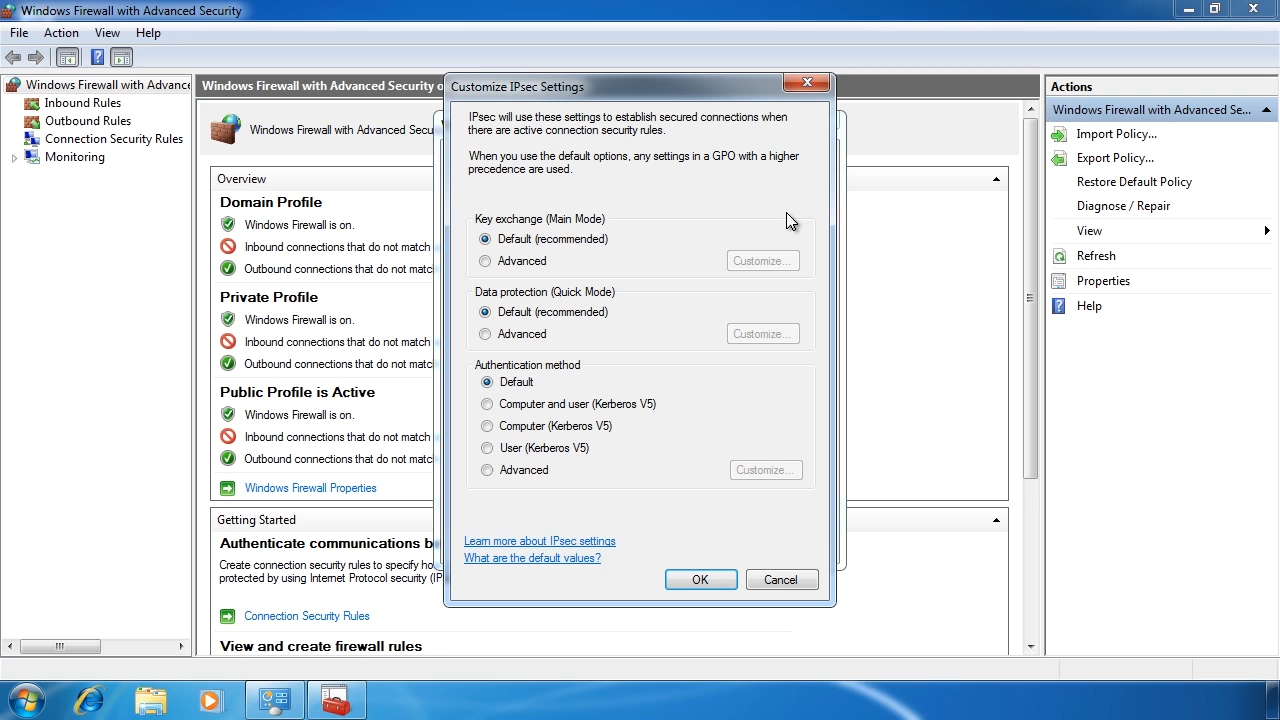 Windows Firewall with Advanced Security
File Action View Help
Windows Firewall with Advance
Inbound Rules
Outbound Rules
Connection Security Rules
Monitoring
Windows Firewall with Advanced Security o
Windows Firewall with Advanced Secu
Overview
Domain Profile
Windows Firewall is on.
Inbound connections that do not match
Outbound connections that do not matc
Private Profile
Windows Firewall is on.
Inbound connections that do not match
Outbound connections that do not matc
Public Profile is Active
Windows Firewall is on.
Inbound connections that do not match
Outbound connections that do not matc
Windows Firewall Properties
Getting Started
Authenticate communications b
Create connection security rules to specify ho
protected by using Internet Protocol security (IP
Connection Security Rules
View and create firewall rules
Customize IPsec Settings
IPsec will use these settings to establish secured connections when
there are active connection security rules.
When you use the default options, any settings in a GPO with a higher
precedence are used.
Key exchange (Main Mode)
Default (recommended)
Advanced Customize...
Data protection (Quick Mode)
Default (recommended)
Advanced Customize...
Authentication method
Default
Computer and user (Kerberos V5)
Computer (Kerberos V5)
User (Kerberos V5)
Advanced Customize...
Learn more about IPsec settings
What are the default values?
OK Cancel
Actions
Windows Firewall with Advanced Se...
Import Policy...
Export Policy...
Restore Default Policy
Diagnose / Repair
View
Refresh
Properties
Help